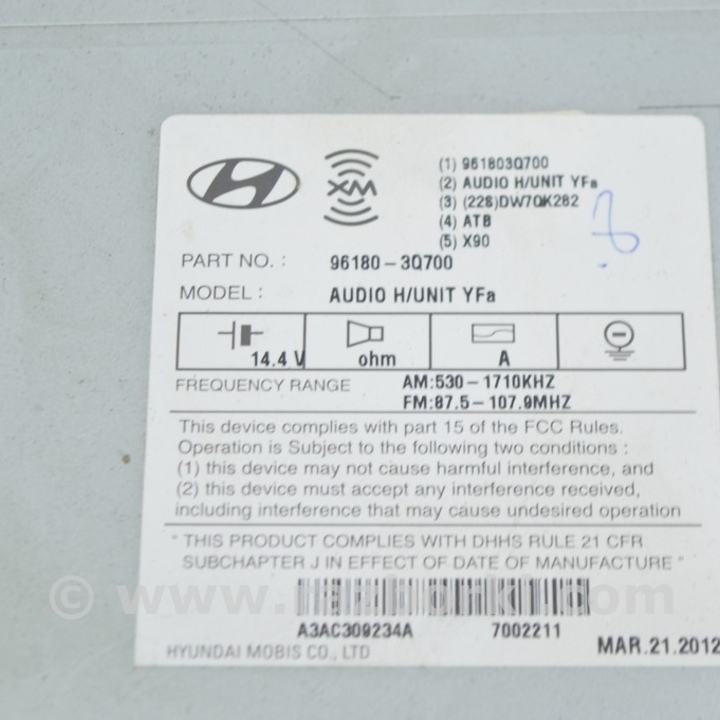 XM
(1) 961803Q700
(2) AUDIO H/UNIT YFa
(3) (22S)DW7QK282
(4) ATB
(5) X90
PART NO. : 96180-3Q700
MODEL : AUDIO H/UNIT YFa
14.4 V ohm A
FREQUENCY RANGE AM:530-1710KHZ
FM:87.5-107.9MHZ
This device complies with part 15 of the FCC Rules.
Operation is Subject to the following two conditions :
(1) this device may not cause harmful interference, and
(2) this device must accept any interference received,
including interference that may cause undesired operation
" THIS PRODUCT COMPLIES WITH DHHS RULE 21 CFR
SUBCHAPTER J IN EFFECT OF DATE OF MANUFACTURE "
A3AC309234A 7002211
HYUNDAI MOBIS CO., LTD MAR.21.2012